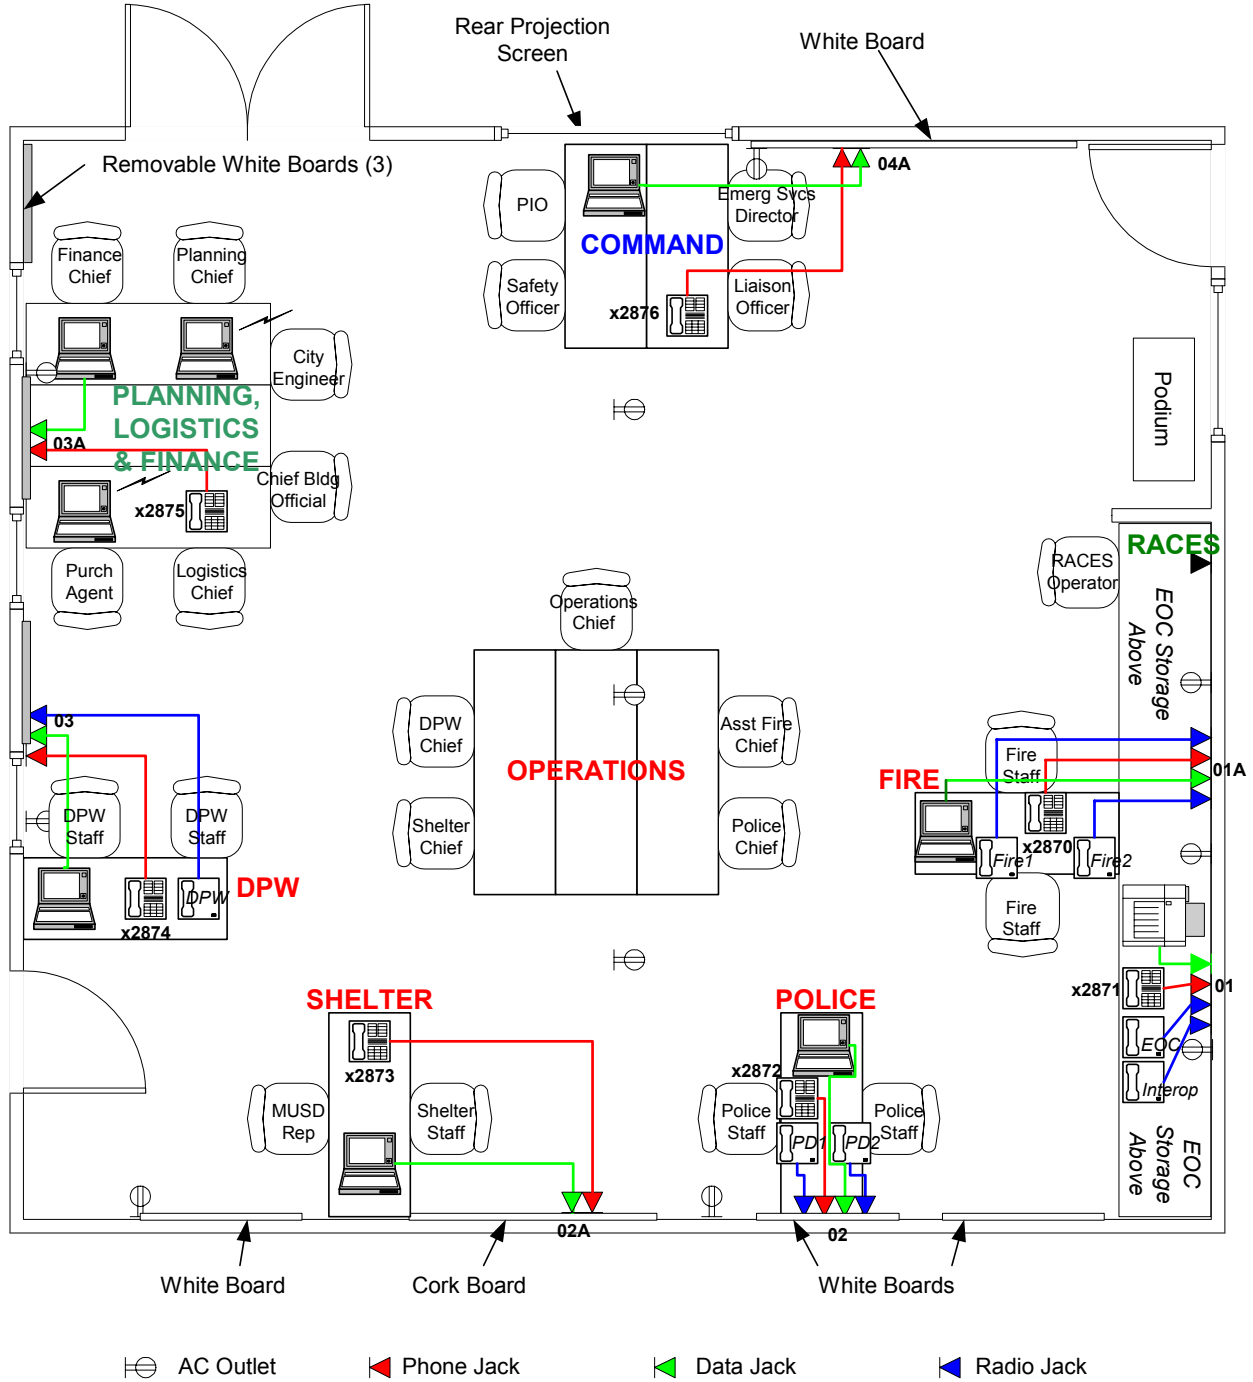 Rear Projection
Screen
White Board
Removable White Boards (3)
04A
PIO
Emerg Svcs
Director
COMMAND
Finance
Chief
Planning
Chief
Safety
Officer
Liaison
Officer
x2876
City
Engineer
Podium
PLANNING,
LOGISTICS
& FINANCE
03A
Chief Bldg
Official
x2875
RACES
RACES
Operator
Purch
Agent
Logistics
Chief
Operations
Chief
EOC Storage
Above
03
DPW
Chief
Asst Fire
Chief
OPERATIONS
Fire
Staff
FIRE
01A
DPW
Staff
DPW
Staff
Shelter
Chief
Police
Chief
x2870
Fire1
Fire2
DPW
DPW
x2874
Fire
Staff
SHELTER
POLICE
x2871
01
EOC
Interop
x2873
x2872
MUSD
Rep
Shelter
Staff
Police
Staff
Police
Staff
PD1
PD2
EOC
Storage
Above
02A
02
White Board
Cork Board
White Boards
AC Outlet
Phone Jack
Data Jack
Radio Jack